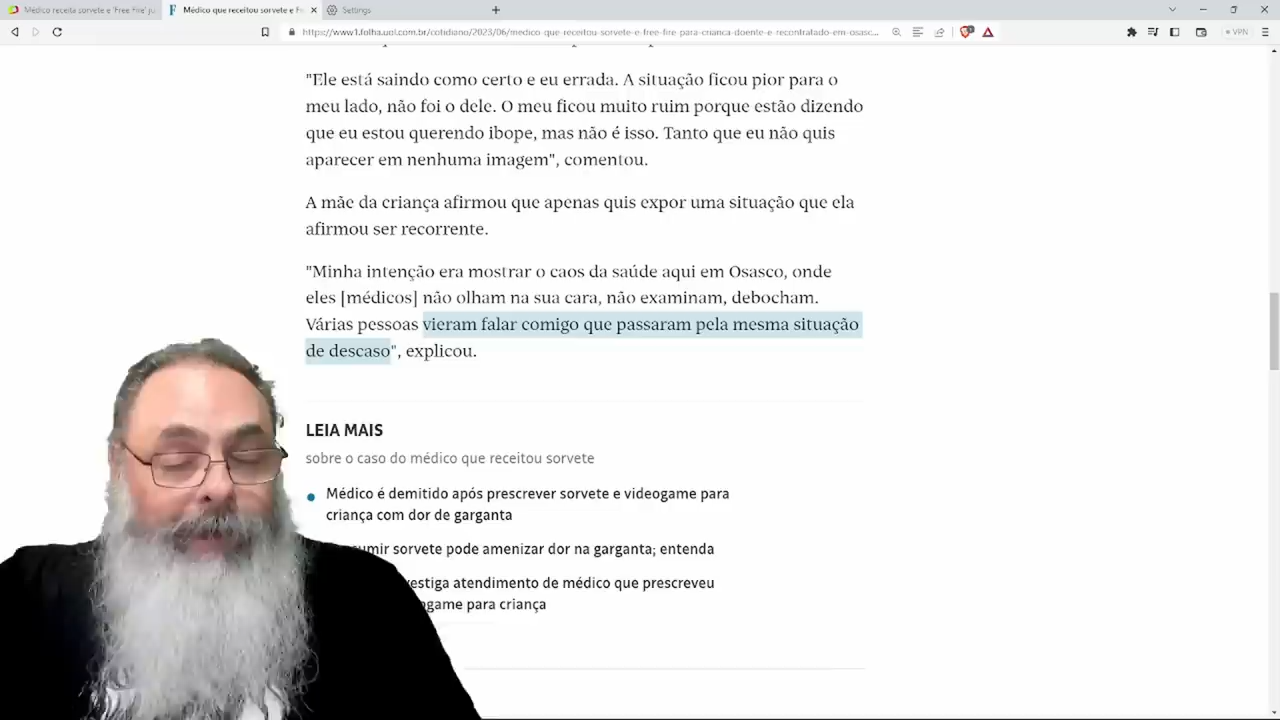 Médico receita sorvete e 'Free Fire'
Médico que receitou sorvete e Fre
Settings
https://www1.folha.uol.com.br/cotidiano/2023/06/medico-que-receitou-sorvete-e-free-fire-para-crianca-doente-e-recontratado-em-osasc...
VPN
"Ele está saindo como certo e eu errada. A situação ficou pior para o
meu lado, não foi o dele. O meu ficou muito ruim porque estão dizendo
que eu estou querendo ibope, mas não é isso. Tanto que eu não quis
aparecer em nenhuma imagem", comentou.
A mãe da criança afirmou que apenas quis expor uma situação que ela
afirmou ser recorrente.
"Minha intenção era mostrar o caos da saúde aqui em Osasco, onde
eles [médicos] não olham na sua cara, não examinam, debocham.
Várias pessoas vieram falar comigo que passaram pela mesma situação
de descaso", explicou.
LEIA MAIS
sobre o caso do médico que receitou sorvete
Médico é demitido após prescrever sorvete e videogame para
criança com dor de garganta
sorvete pode amenizar dor na garganta; entenda
atendimento de médico que prescreveu
para criança